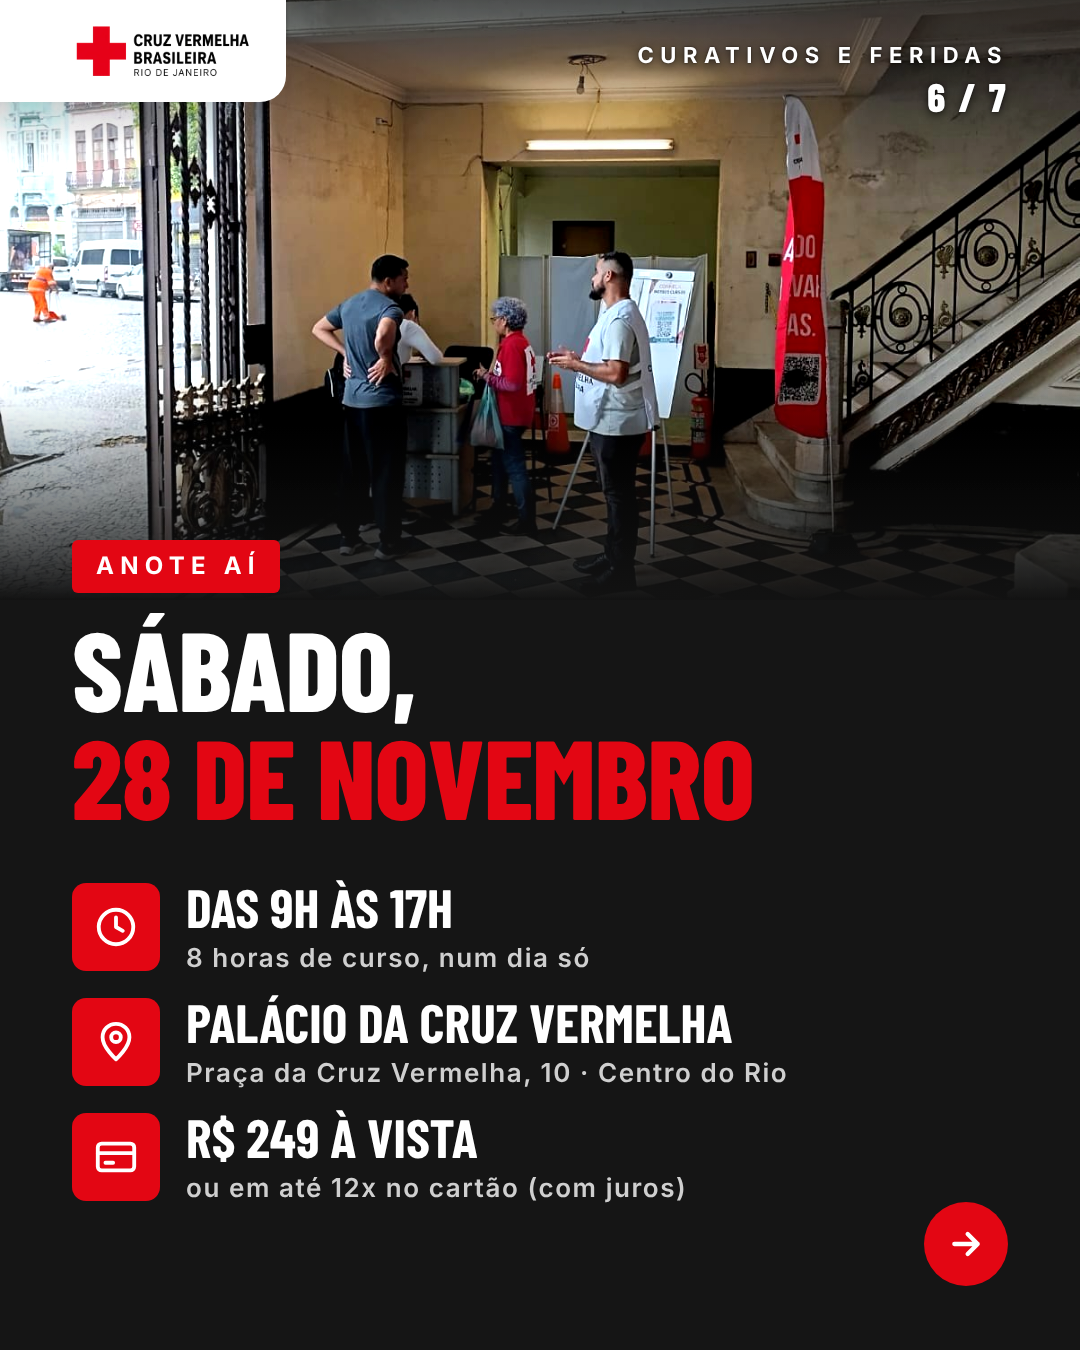 CRUZ VERMELHA
BRASILEIRA
RIO DE JANEIRO
CURATIVOS E FERIDAS
6 / 7
ANOTE AÍ
SÁBADO,
28 DE NOVEMBRO
DAS 9H ÀS 17H
8 horas de curso, num dia só
PALÁCIO DA CRUZ VERMELHA
Praça da Cruz Vermelha, 10 · Centro do Rio
R$ 249 À VISTA
ou em até 12x no cartão (com juros)